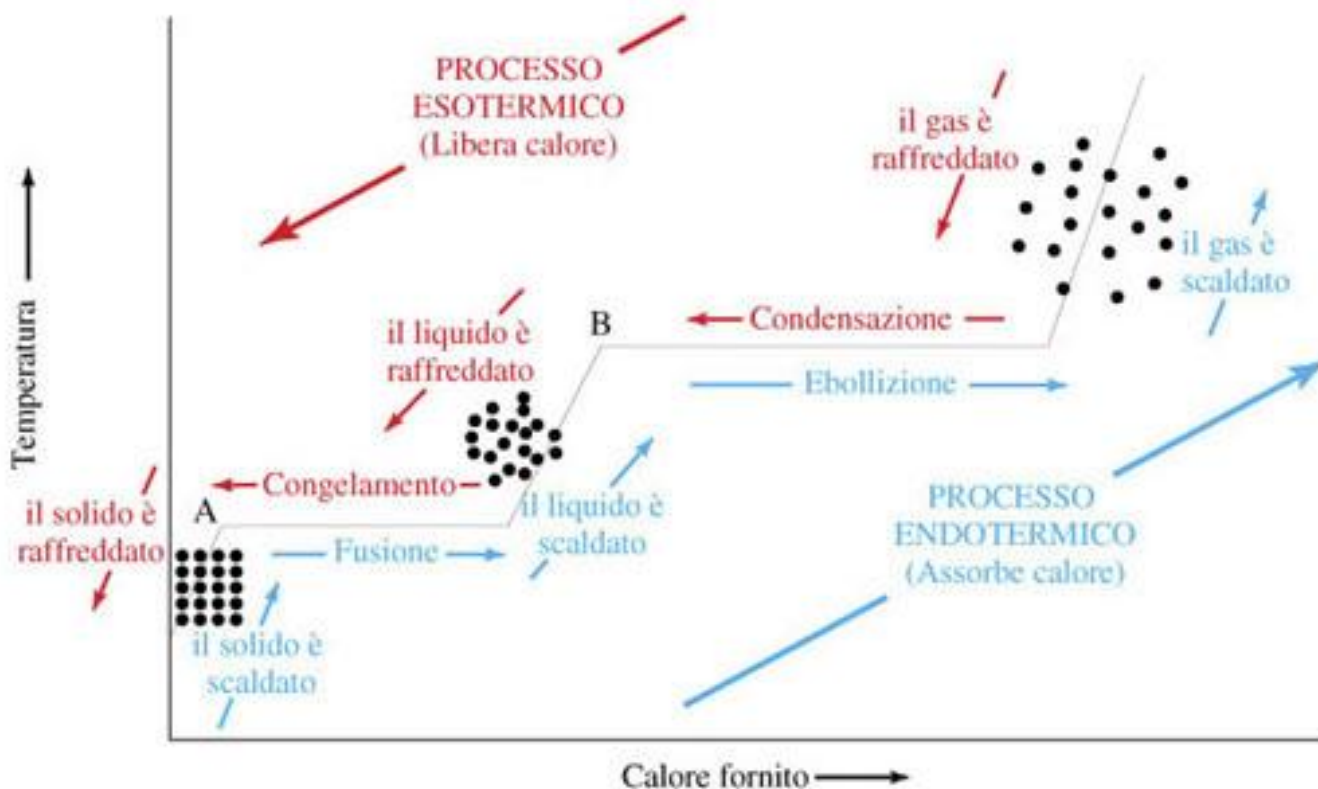 PROCESSO
ESOTERMICO
(Libera calore)
il gas è
raffreddato
il gas è
scaldato
Temperatura
il liquido è
raffreddato
B
Condensazione
Ebollizione
Congelamento
A
il solido è
raffreddato
Fusione
il liquido è
scaldato
PROCESSO
ENDOTERMICO
(Assorbe calore)
il solido è
scaldato
Calore fornito